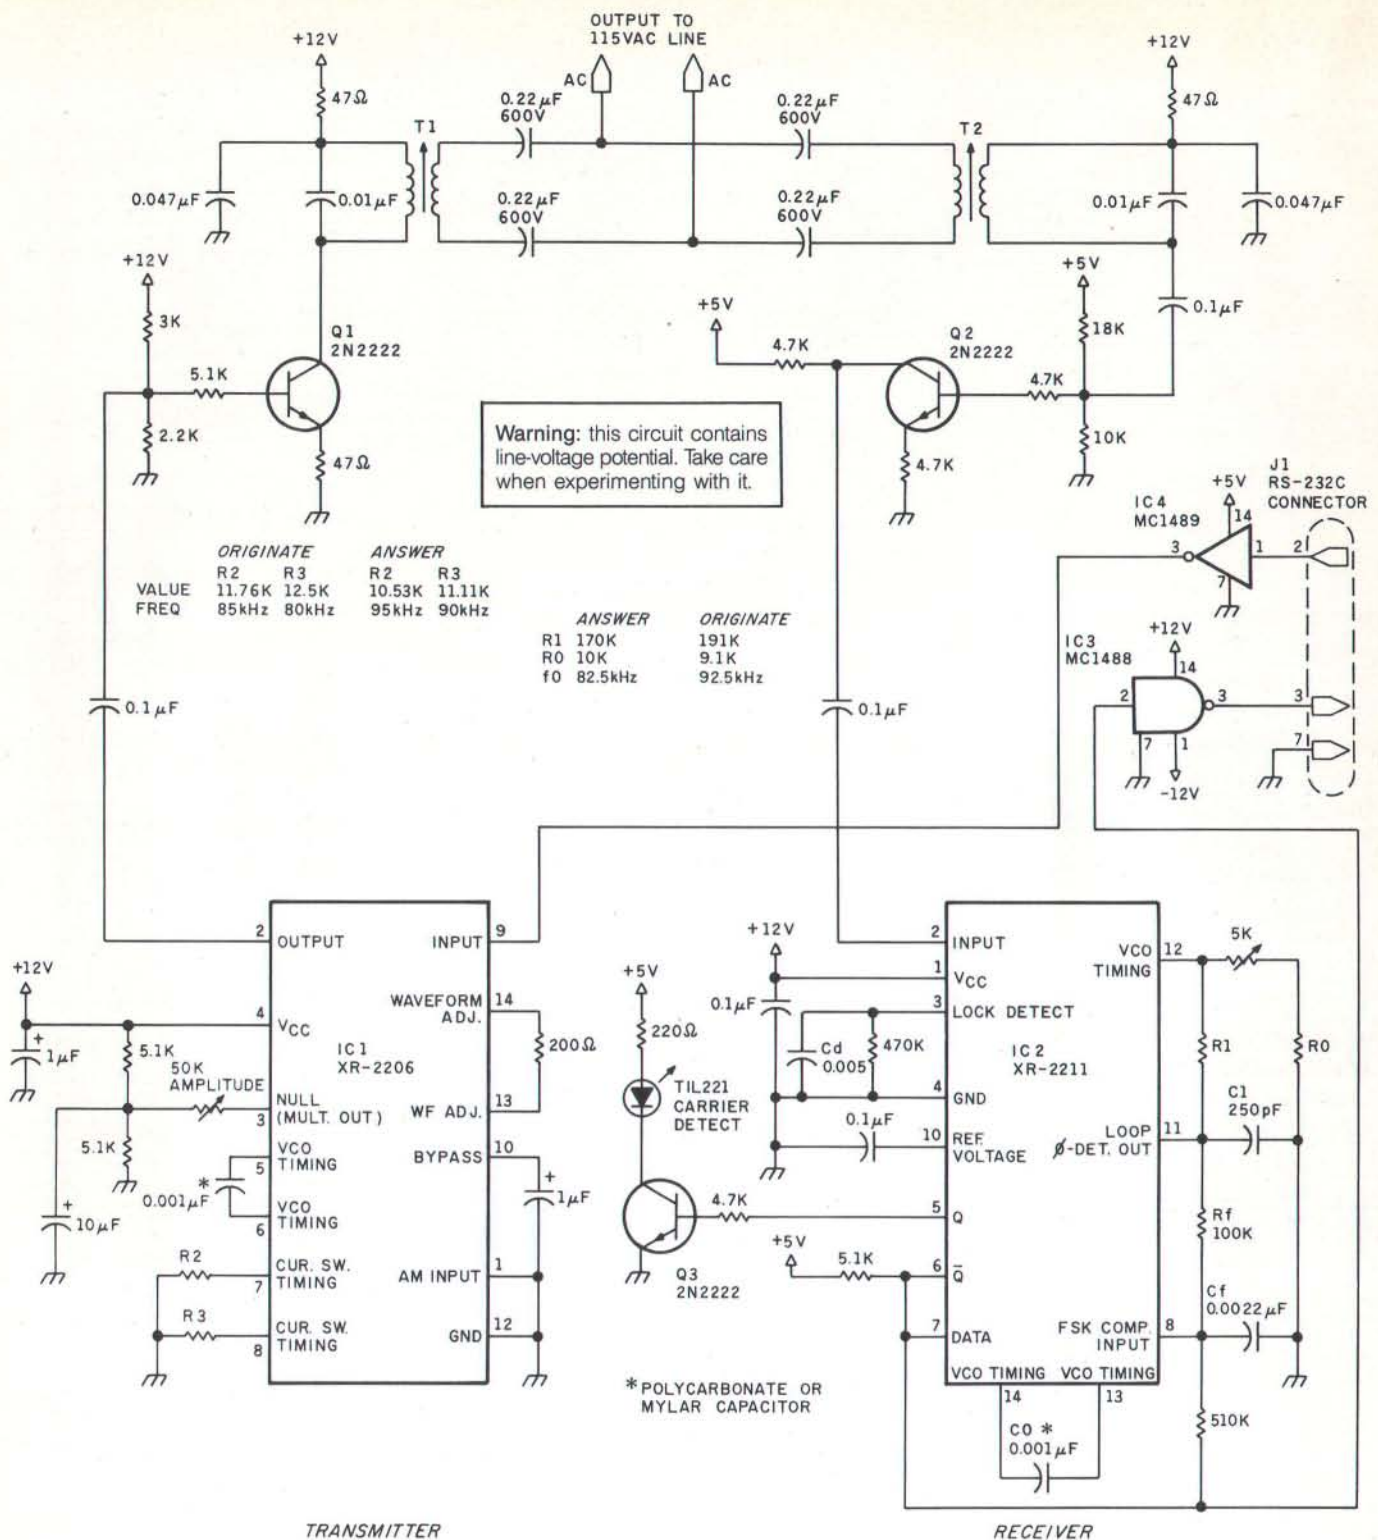 OUTPUT TO
115VAC LINE
+12V
47Ω
AC
AC
+12V
47Ω
0.22µF
600V
0.22µF
600V
T1
T2
0.047µF
0.01µF
0.22µF
600V
0.22µF
600V
0.01µF
0.047µF
+12V
3K
5.1K
2.2K
Q1
2N2222
47Ω
+5V
4.7K
Q2
2N2222
4.7K
4.7K
+5V
18K
10K
0.1µF
Warning: this circuit contains
line-voltage potential. Take care
when experimenting with it.
ORIGINATE ANSWER
R2 R3 R2 R3
VALUE 11.76K 12.5K 10.53K 11.11K
FREQ 85kHz 80kHz 95kHz 90kHz
ANSWER ORIGINATE
R1 170K 191K
R0 10K 9.1K
f0 82.5kHz 92.5kHz
J1
RS-232C
CONNECTOR
+5V
IC4
MC1489
14
3
1
2
7
IC3
MC1488
+12V
14
2
3
3
7
1
7
-12V
0.1µF
0.1µF
2 OUTPUT
INPUT 9
+12V
4 VCC
1µF
+
5.1K
50K
AMPLITUDE
NULL
3 (MULT. OUT)
5.1K
VCO
5 TIMING
*
0.001µF
VCO
TIMING
6
+
10µF
R2
CUR. SW.
7 TIMING
R3
CUR. SW.
8 TIMING
IC1
XR-2206
WAVEFORM 14
ADJ.
200Ω
WF ADJ. 13
BYPASS 10
+
1µF
AM INPUT 1
GND 12
+5V
220Ω
TIL221
CARRIER
DETECT
4.7K
Q3
2N2222
+12V
0.1µF
Cd
0.005
470K
0.1µF
+5V
5.1K
2 INPUT
1 VCC
3 LOCK DETECT
IC2
XR-2211
4 GND
10 REF.
VOLTAGE
5 Q
6 Q̅
7 DATA
VCO 12
TIMING
5K
R1
R0
C1
250pF
LOOP 11
Ø-DET. OUT
Rf
100K
Cf
0.0022µF
FSK COMP. 8
INPUT
VCO TIMING VCO TIMING
14 13
C0 *
0.001µF
510K
*POLYCARBONATE OR
MYLAR CAPACITOR
TRANSMITTER
RECEIVER